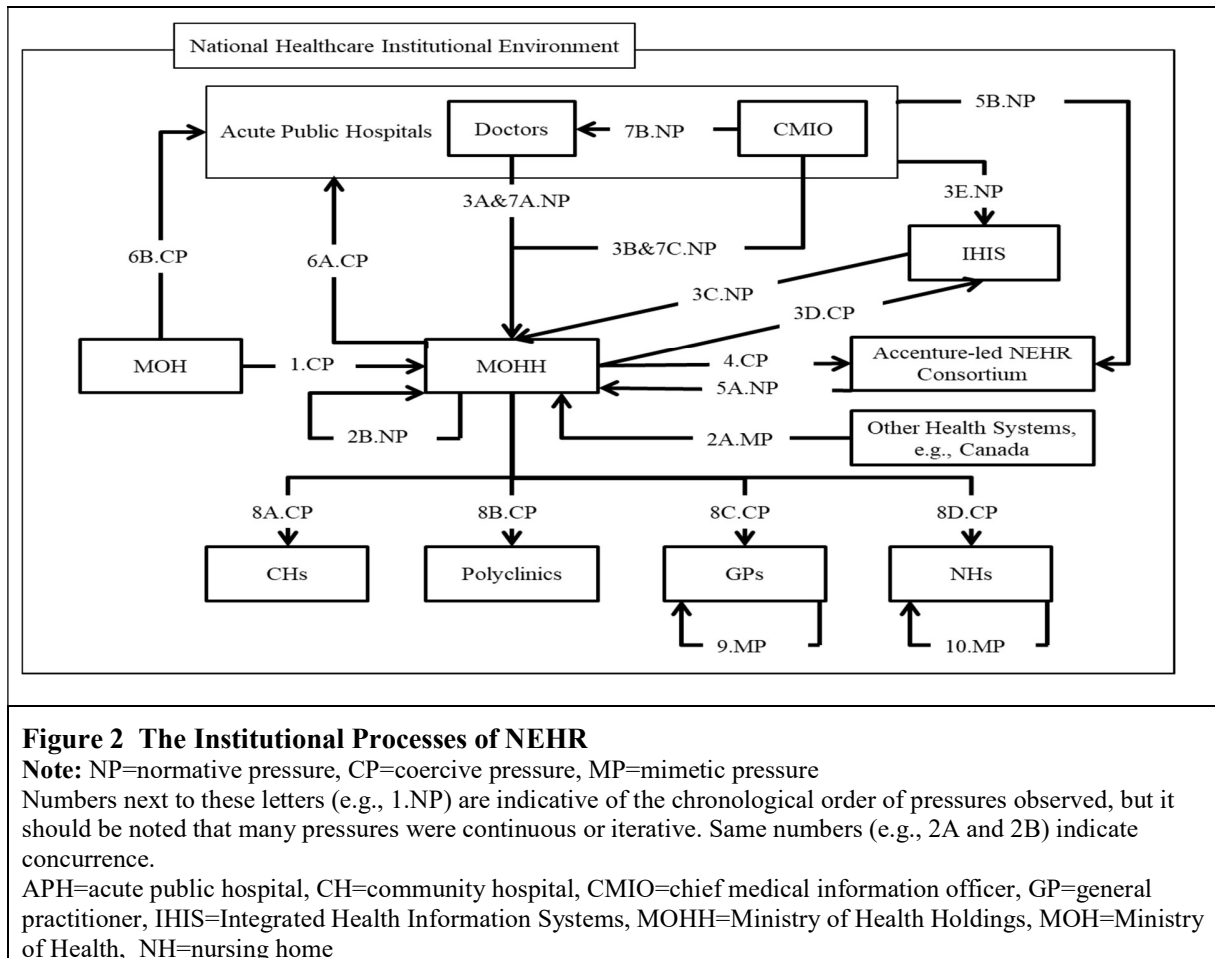 National Healthcare Institutional Environment
5B.NP
Acute Public Hospitals
Doctors
7B.NP
CMIO
3A&7A.NP
3E.NP
6B.CP
6A.CP
3B&7C.NP
IHIS
3C.NP
3D.CP
MOH
1.CP
MOHH
4.CP
Accenture-led NEHR
Consortium
5A.NP
2B.NP
2A.MP
Other Health Systems,
e.g., Canada
8A.CP
8B.CP
8C.CP
8D.CP
CHs
Polyclinics
GPs
NHs
9.MP
10.MP
Figure 2 The Institutional Processes of NEHR
Note: NP=normative pressure, CP=coercive pressure, MP=mimetic pressure
Numbers next to these letters (e.g., 1.NP) are indicative of the chronological order of pressures observed, but it
should be noted that many pressures were continuous or iterative. Same numbers (e.g., 2A and 2B) indicate
concurrence.
APH=acute public hospital, CH=community hospital, CMIO=chief medical information officer, GP=general
practitioner, IHIS=Integrated Health Information Systems, MOHH=Ministry of Health Holdings, MOH=Ministry
of Health, NH=nursing home